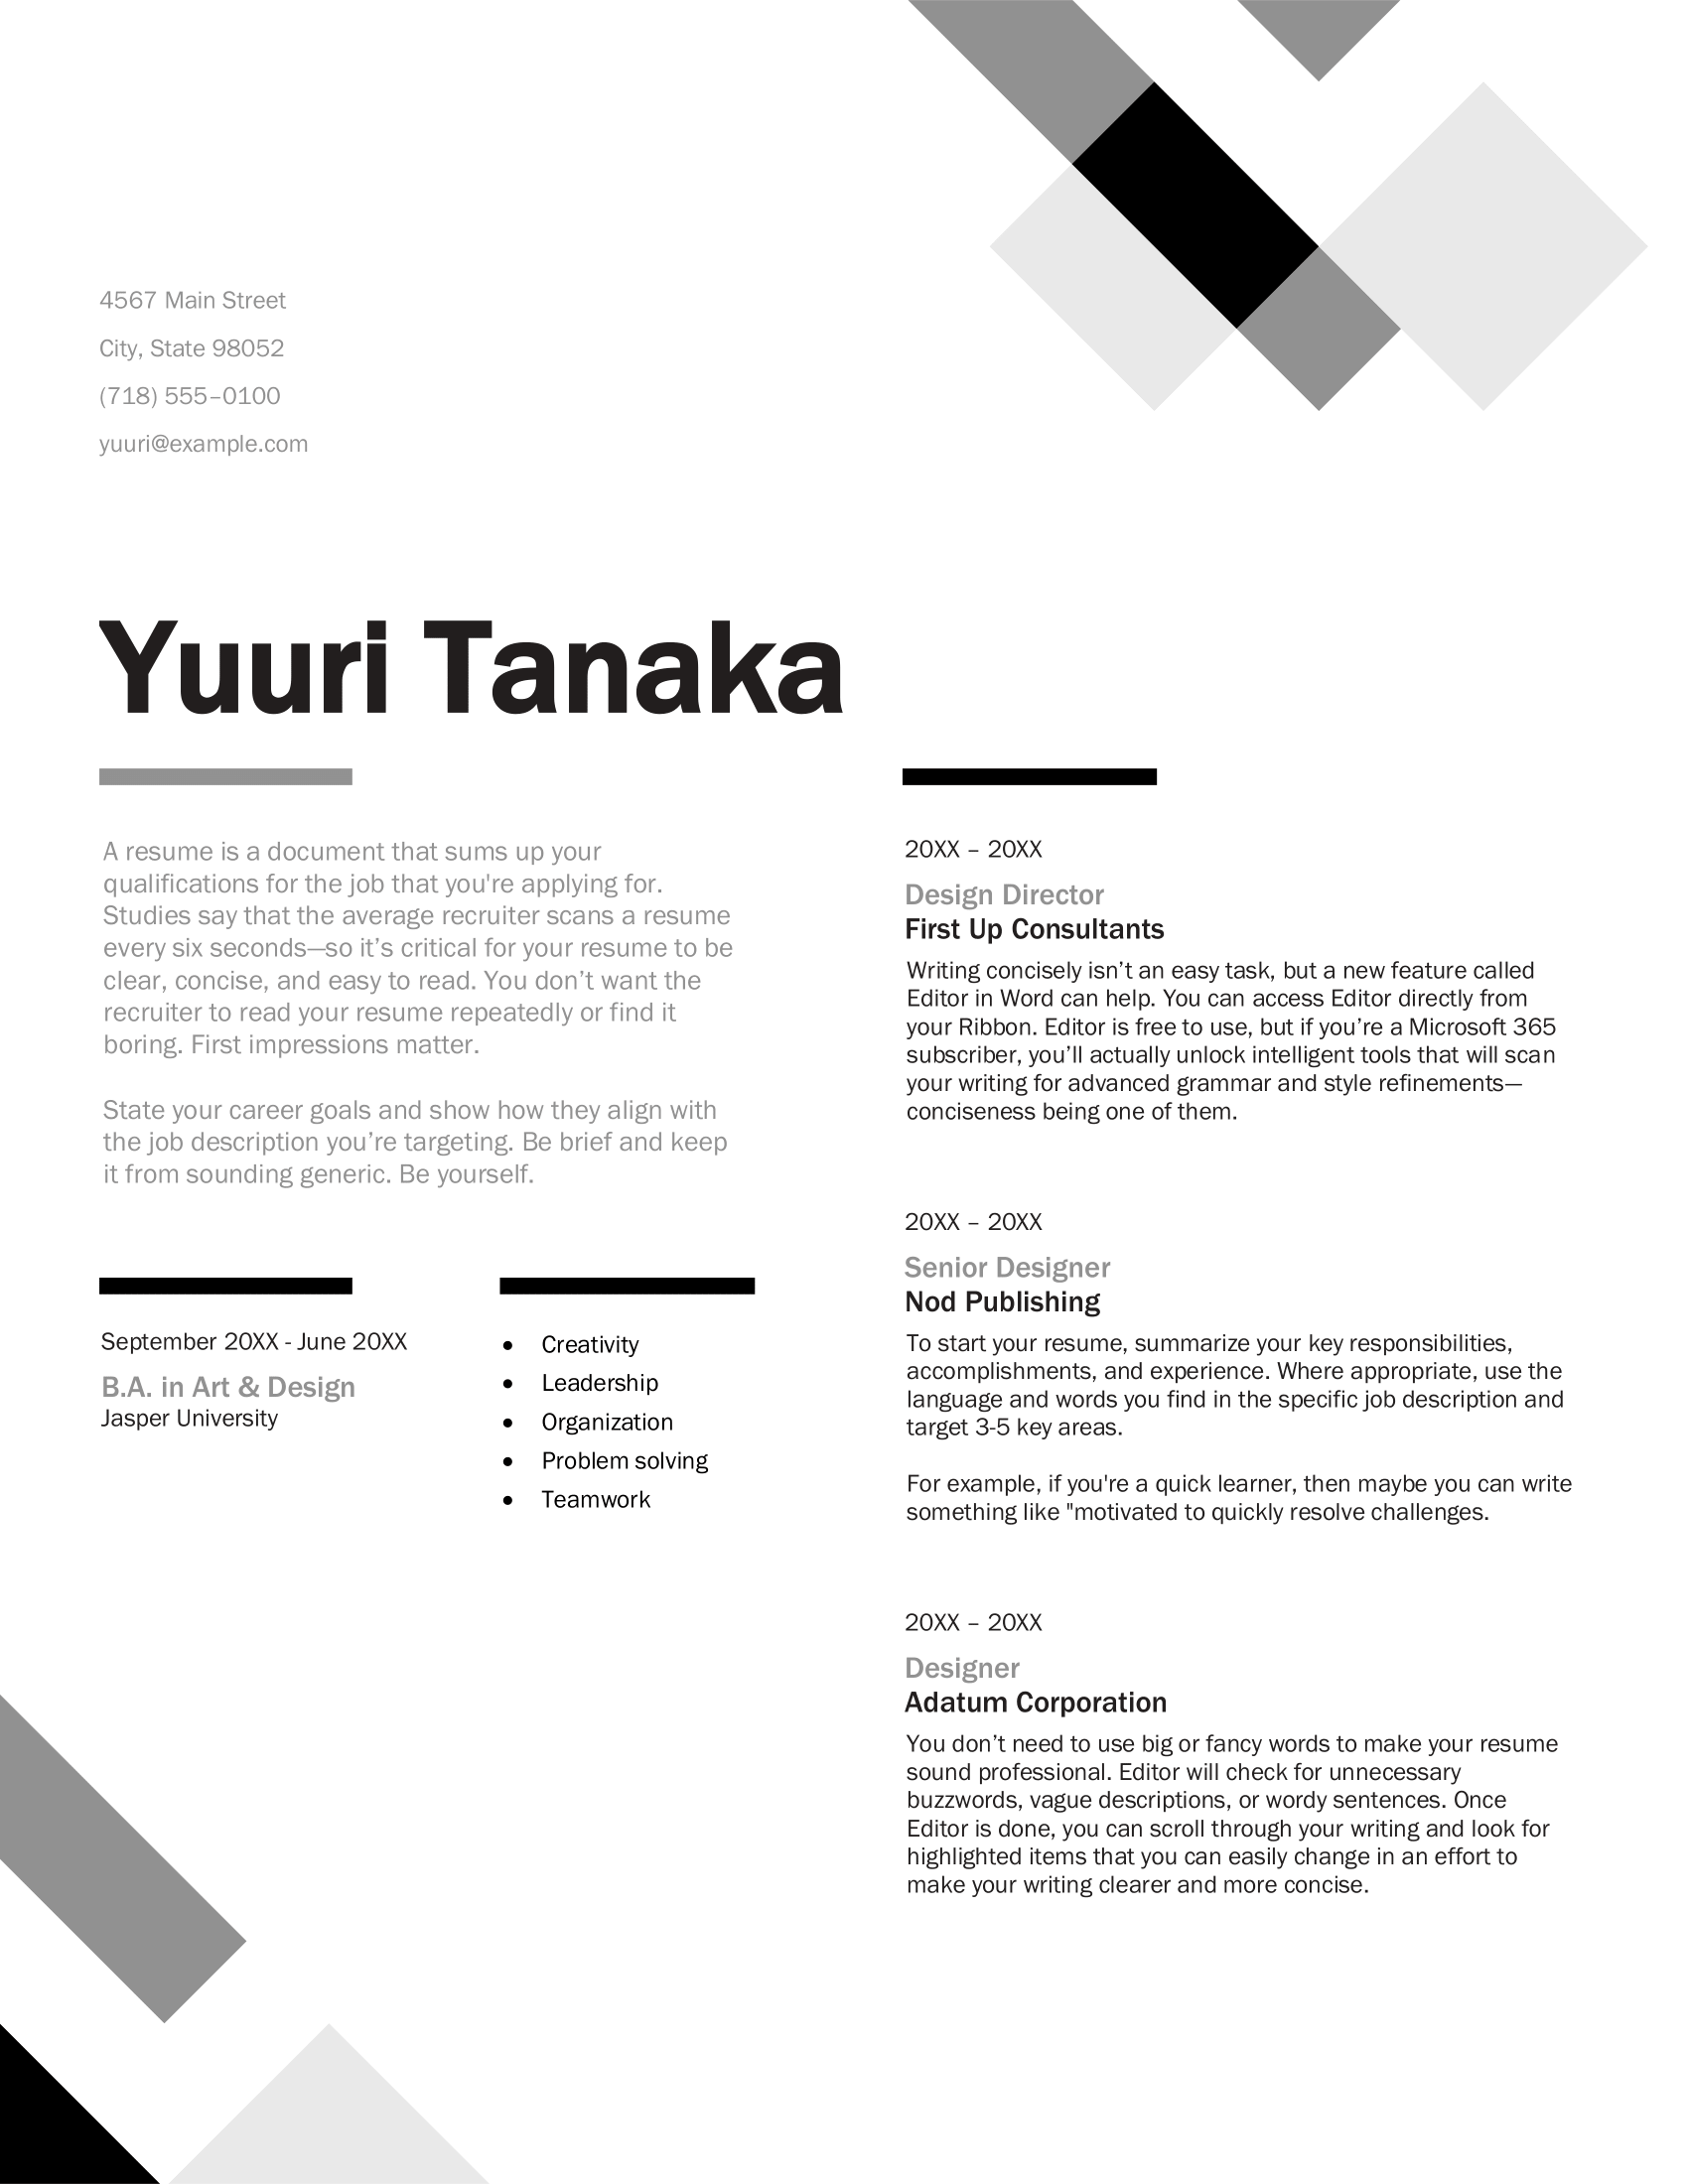 4567 Main Street
City, State 98052
(718) 555–0100
yuuri@example.com
Yuuri Tanaka
A resume is a document that sums up your
qualifications for the job that you're applying for.
Studies say that the average recruiter scans a resume
every six seconds—so it’s critical for your resume to be
clear, concise, and easy to read. You don’t want the
recruiter to read your resume repeatedly or find it
boring. First impressions matter.
State your career goals and show how they align with
the job description you’re targeting. Be brief and keep
it from sounding generic. Be yourself.
September 20XX - June 20XX
B.A. in Art & Design
Jasper University
• Creativity
• Leadership
• Organization
• Problem solving
• Teamwork
20XX – 20XX
Design Director
First Up Consultants
Writing concisely isn’t an easy task, but a new feature called
Editor in Word can help. You can access Editor directly from
your Ribbon. Editor is free to use, but if you’re a Microsoft 365
subscriber, you’ll actually unlock intelligent tools that will scan
your writing for advanced grammar and style refinements—
conciseness being one of them.
20XX – 20XX
Senior Designer
Nod Publishing
To start your resume, summarize your key responsibilities,
accomplishments, and experience. Where appropriate, use the
language and words you find in the specific job description and
target 3-5 key areas.
For example, if you're a quick learner, then maybe you can write
something like "motivated to quickly resolve challenges.
20XX – 20XX
Designer
Adatum Corporation
You don’t need to use big or fancy words to make your resume
sound professional. Editor will check for unnecessary
buzzwords, vague descriptions, or wordy sentences. Once
Editor is done, you can scroll through your writing and look for
highlighted items that you can easily change in an effort to
make your writing clearer and more concise.